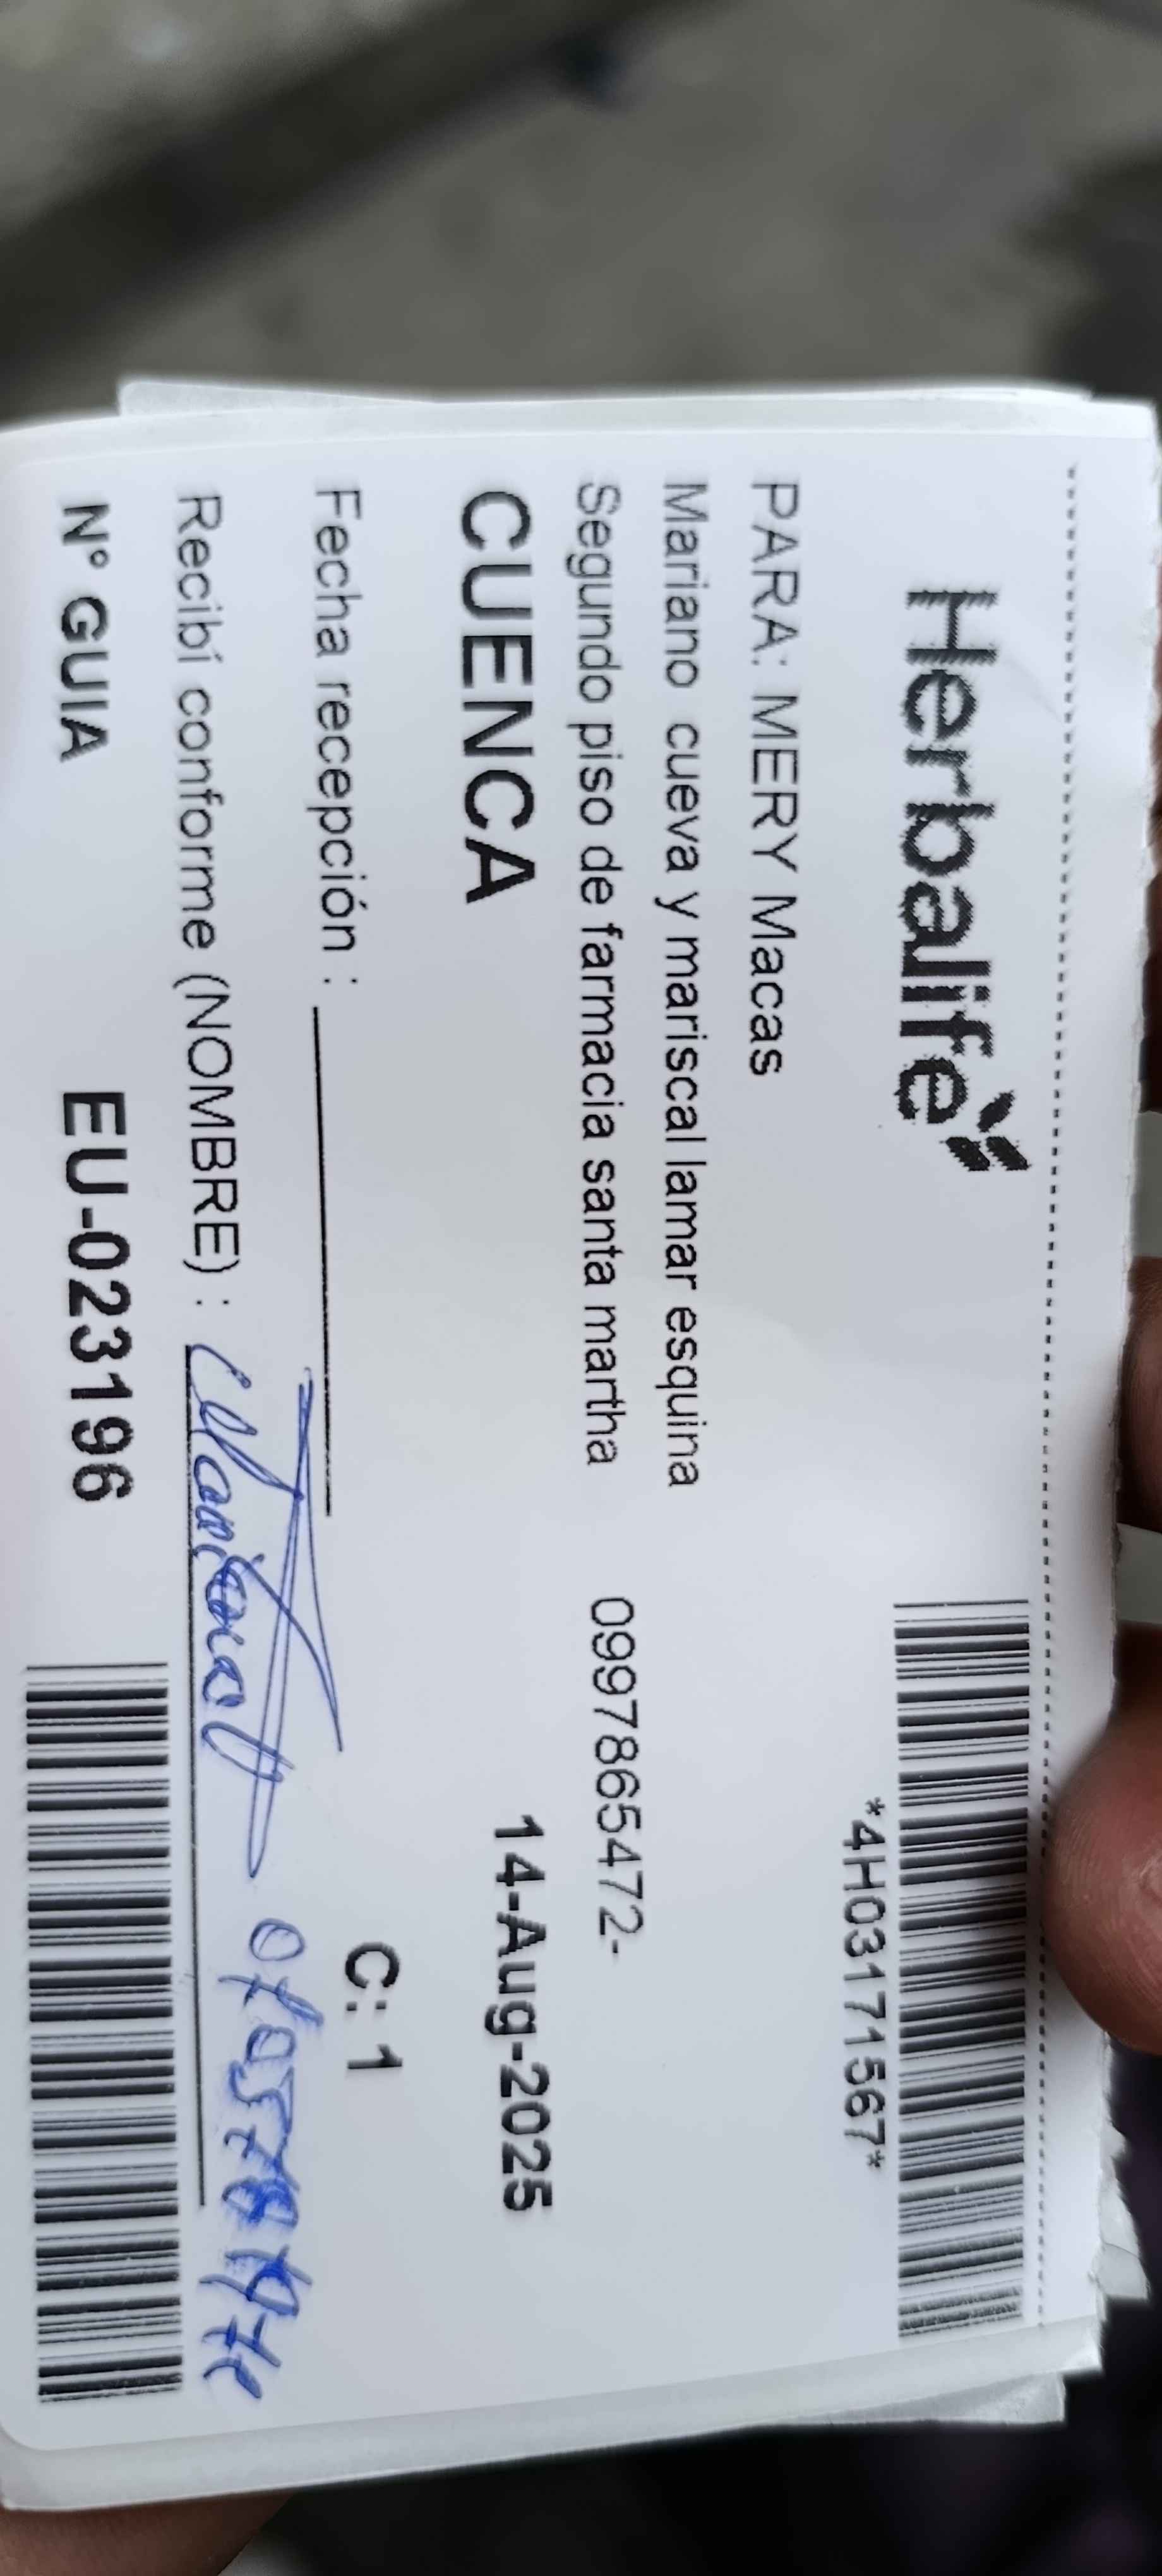 Herbalife
*4H03171567*
PARA: MERY Macas
Mariano cueva y mariscal lamar esquina
Segundo piso de farmacia santa martha 0997865472-
CUENCA 14-Aug-2025
Fecha recepción :
C: 1
Recibí conforme (NOMBRE) :
N° GUIA EU-023196